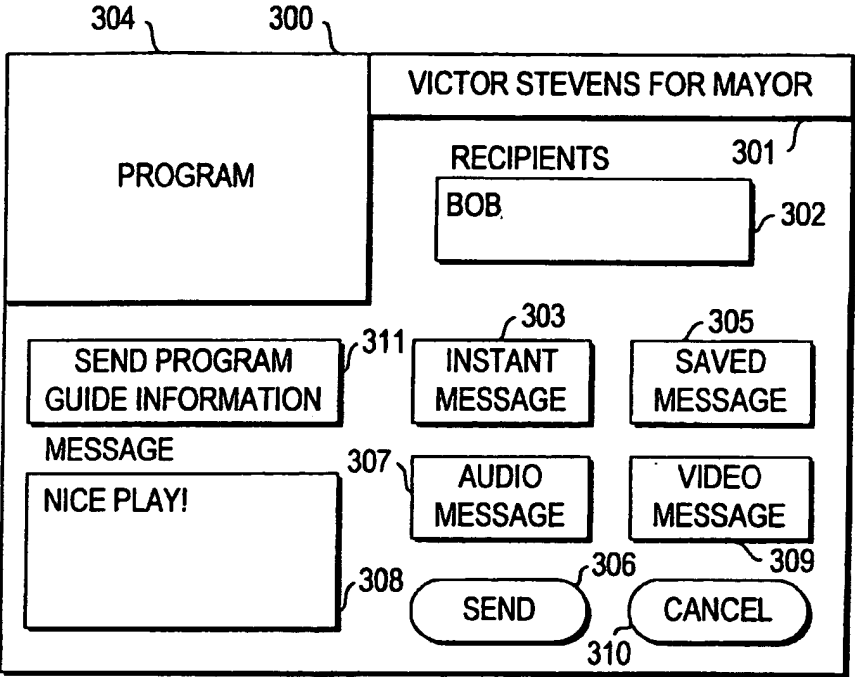 304
300
VICTOR STEVENS FOR MAYOR
301
PROGRAM
RECIPIENTS
BOB
302
303
305
311
SEND PROGRAM
GUIDE INFORMATION
INSTANT
MESSAGE
SAVED
MESSAGE
MESSAGE
NICE PLAY!
308
307
AUDIO
MESSAGE
VIDEO
MESSAGE
309
306
SEND
CANCEL
310